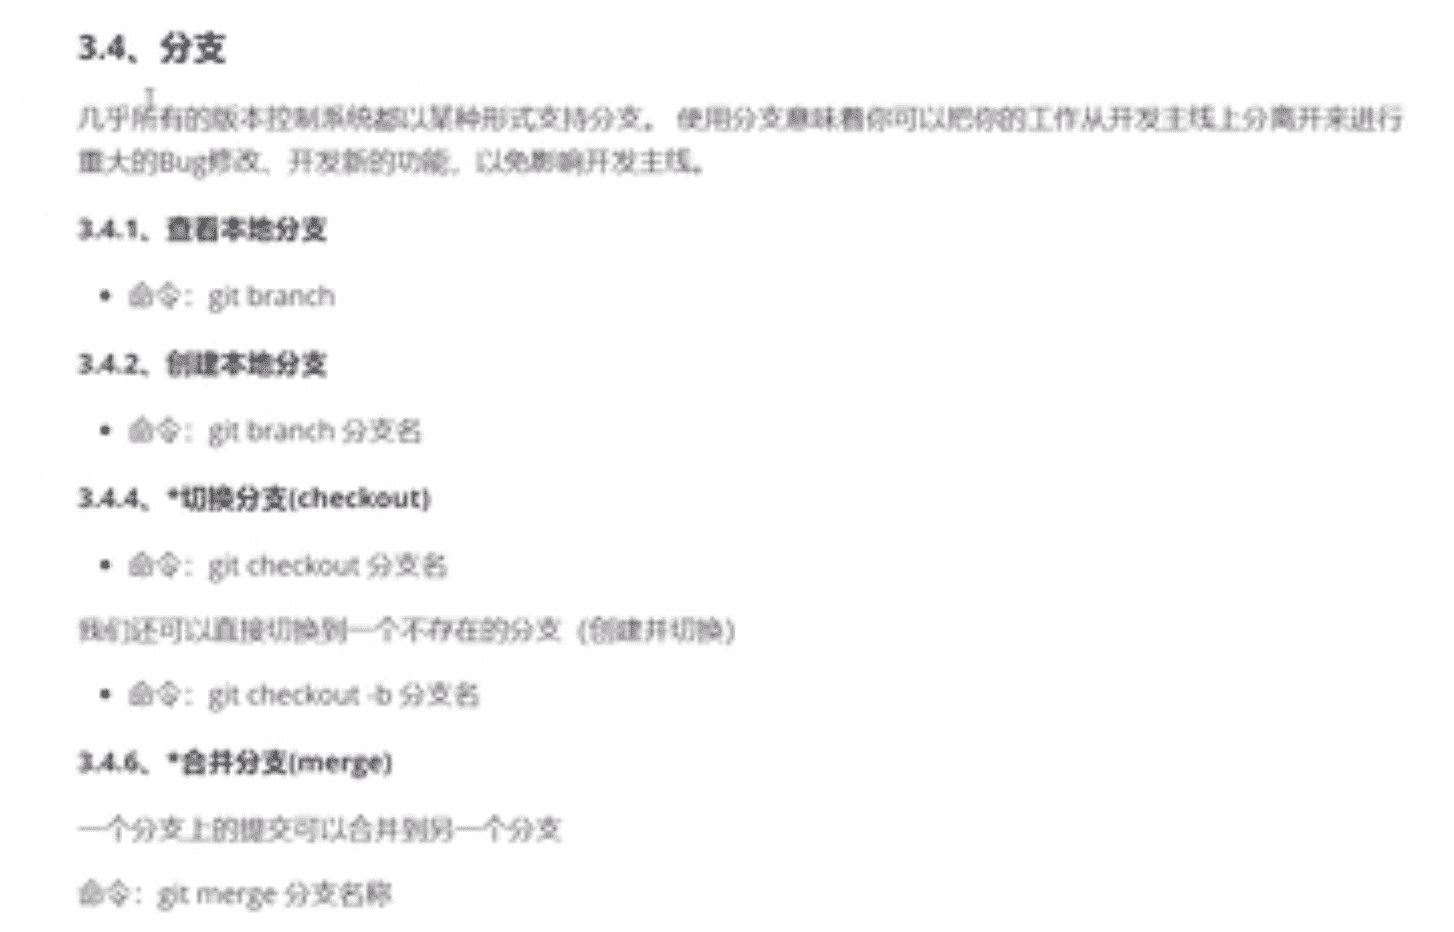 3.4、分支
几乎所有的版本控制系统都以某种形式支持分支。 使用分支意味着你可以把你的工作从开发主线上分离开来进行
重大的Bug修改、开发新的功能，以免影响开发主线。
3.4.1、查看本地分支
• 命令：git branch
3.4.2、创建本地分支
• 命令：git branch 分支名
3.4.4、*切换分支(checkout)
• 命令：git checkout 分支名
我们还可以直接切换到一个不存在的分支（创建并切换）
• 命令：git checkout -b 分支名
3.4.6、*合并分支(merge)
一个分支上的提交可以合并到另一个分支
命令：git merge 分支名称